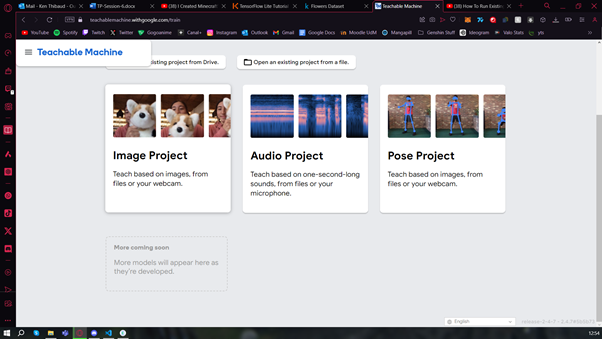 Mail - Ken Thibaud -
TP-Session-6.docx
(38) I Created Minecraft
TensorFlow Lite Tutorial
Flowers Dataset
Teachable Machine
(38) How To Run Existing
teachablemachine.withgoogle.com/train
YouTube
Spotify
Twitch
Twitter
Gogoanime
Canal+
Instagram
Outlook
Gmail
Google Docs
Moodle UdM
Mangapill
Genshin Stuff
Ideogram
Valo Stats
yts
Teachable Machine
existing project from Drive.
Open an existing project from a file.
Image Project
Teach based on images, from
files or your webcam.
Audio Project
Teach based on one-second-long
sounds, from files or your
microphone.
Pose Project
Teach based on images, from
files or your webcam.
More coming soon
More models will appear here as
they're developed.
English
12:54